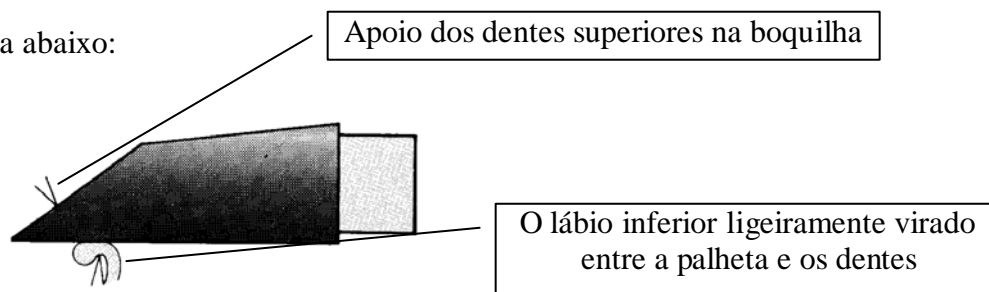 Apoio dos dentes superiores na boquilha
a abaixo:
O lábio inferior ligeiramente virado
entre a palheta e os dentes